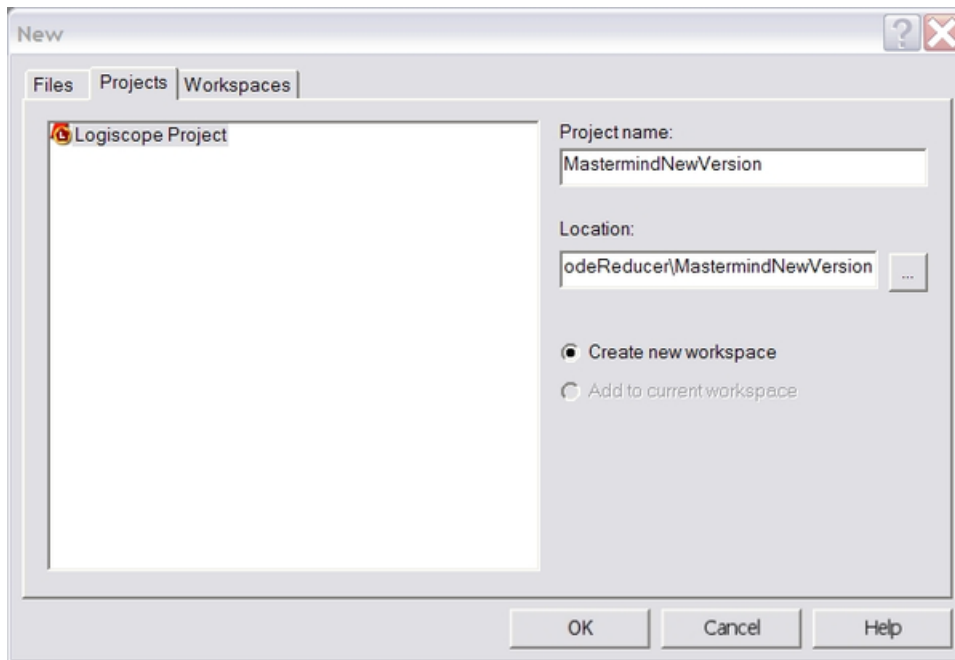 New
Files Projects Workspaces
Logiscope Project
Project name:
MastermindNewVersion
Location:
odeReducer\MastermindNewVersion
...
Create new workspace
Add to current workspace
OK Cancel Help